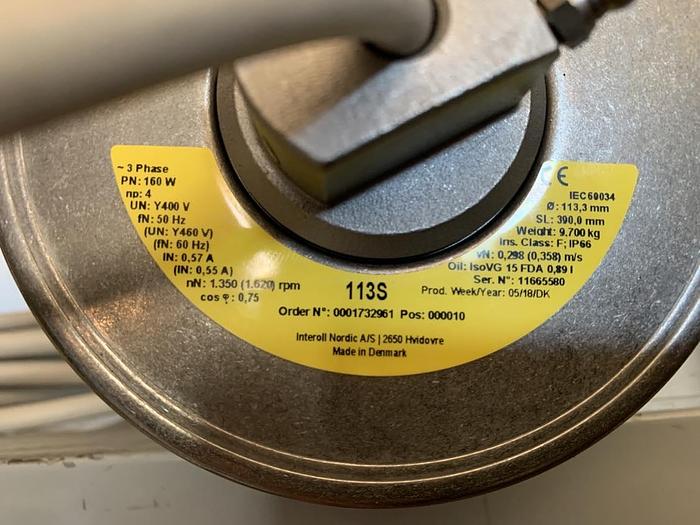 ~ 3 Phase
PN: 160 W
np: 4
UN: Y400 V
fN: 50 Hz
(UN: Y460 V)
(fN: 60 Hz)
IN: 0,57 A
(IN: 0,55 A)
nN: 1.350 (1.620) rpm
cos φ: 0,75
113S
Order N°: 0001732961 Pos: 000010
Interoll Nordic A/S | 2650 Hvidovre
Made in Denmark
CE
IEC60034
Ø: 113,3 mm
SL: 390,0 mm
Weight: 9.700 kg
Ins. Class: F; IP66
vN: 0,298 (0,358) m/s
Oil: IsoVG 15 FDA 0,89 l
Ser. N°: 11665580
Prod. Week/Year: 05/18/DK